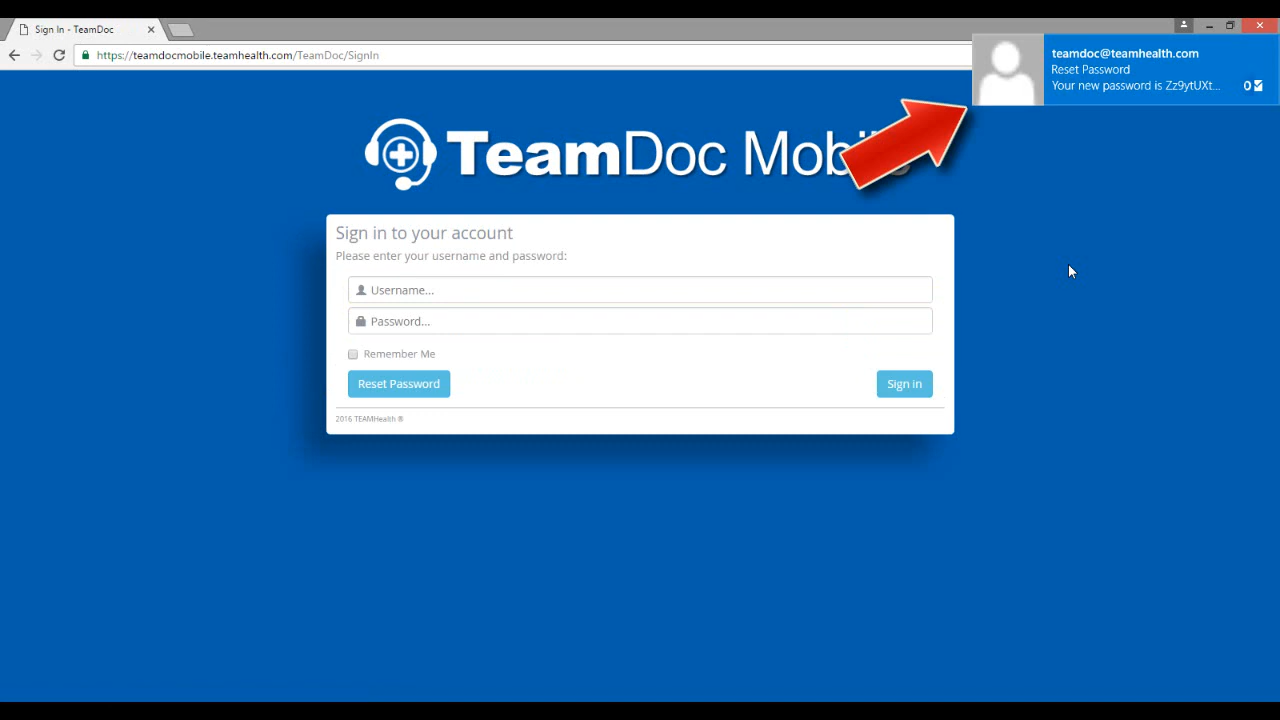 Sign In - TeamDoc
https://teamdocmobile.teamhealth.com/TeamDoc/SignIn
teamdoc@teamhealth.com
Reset Password
Your new password is Zz9ytUXt...
0
TeamDoc Mobile
Sign in to your account
Please enter your username and password:
Username...
Password...
Remember Me
Reset Password
Sign in
2016 TEAMHealth ®